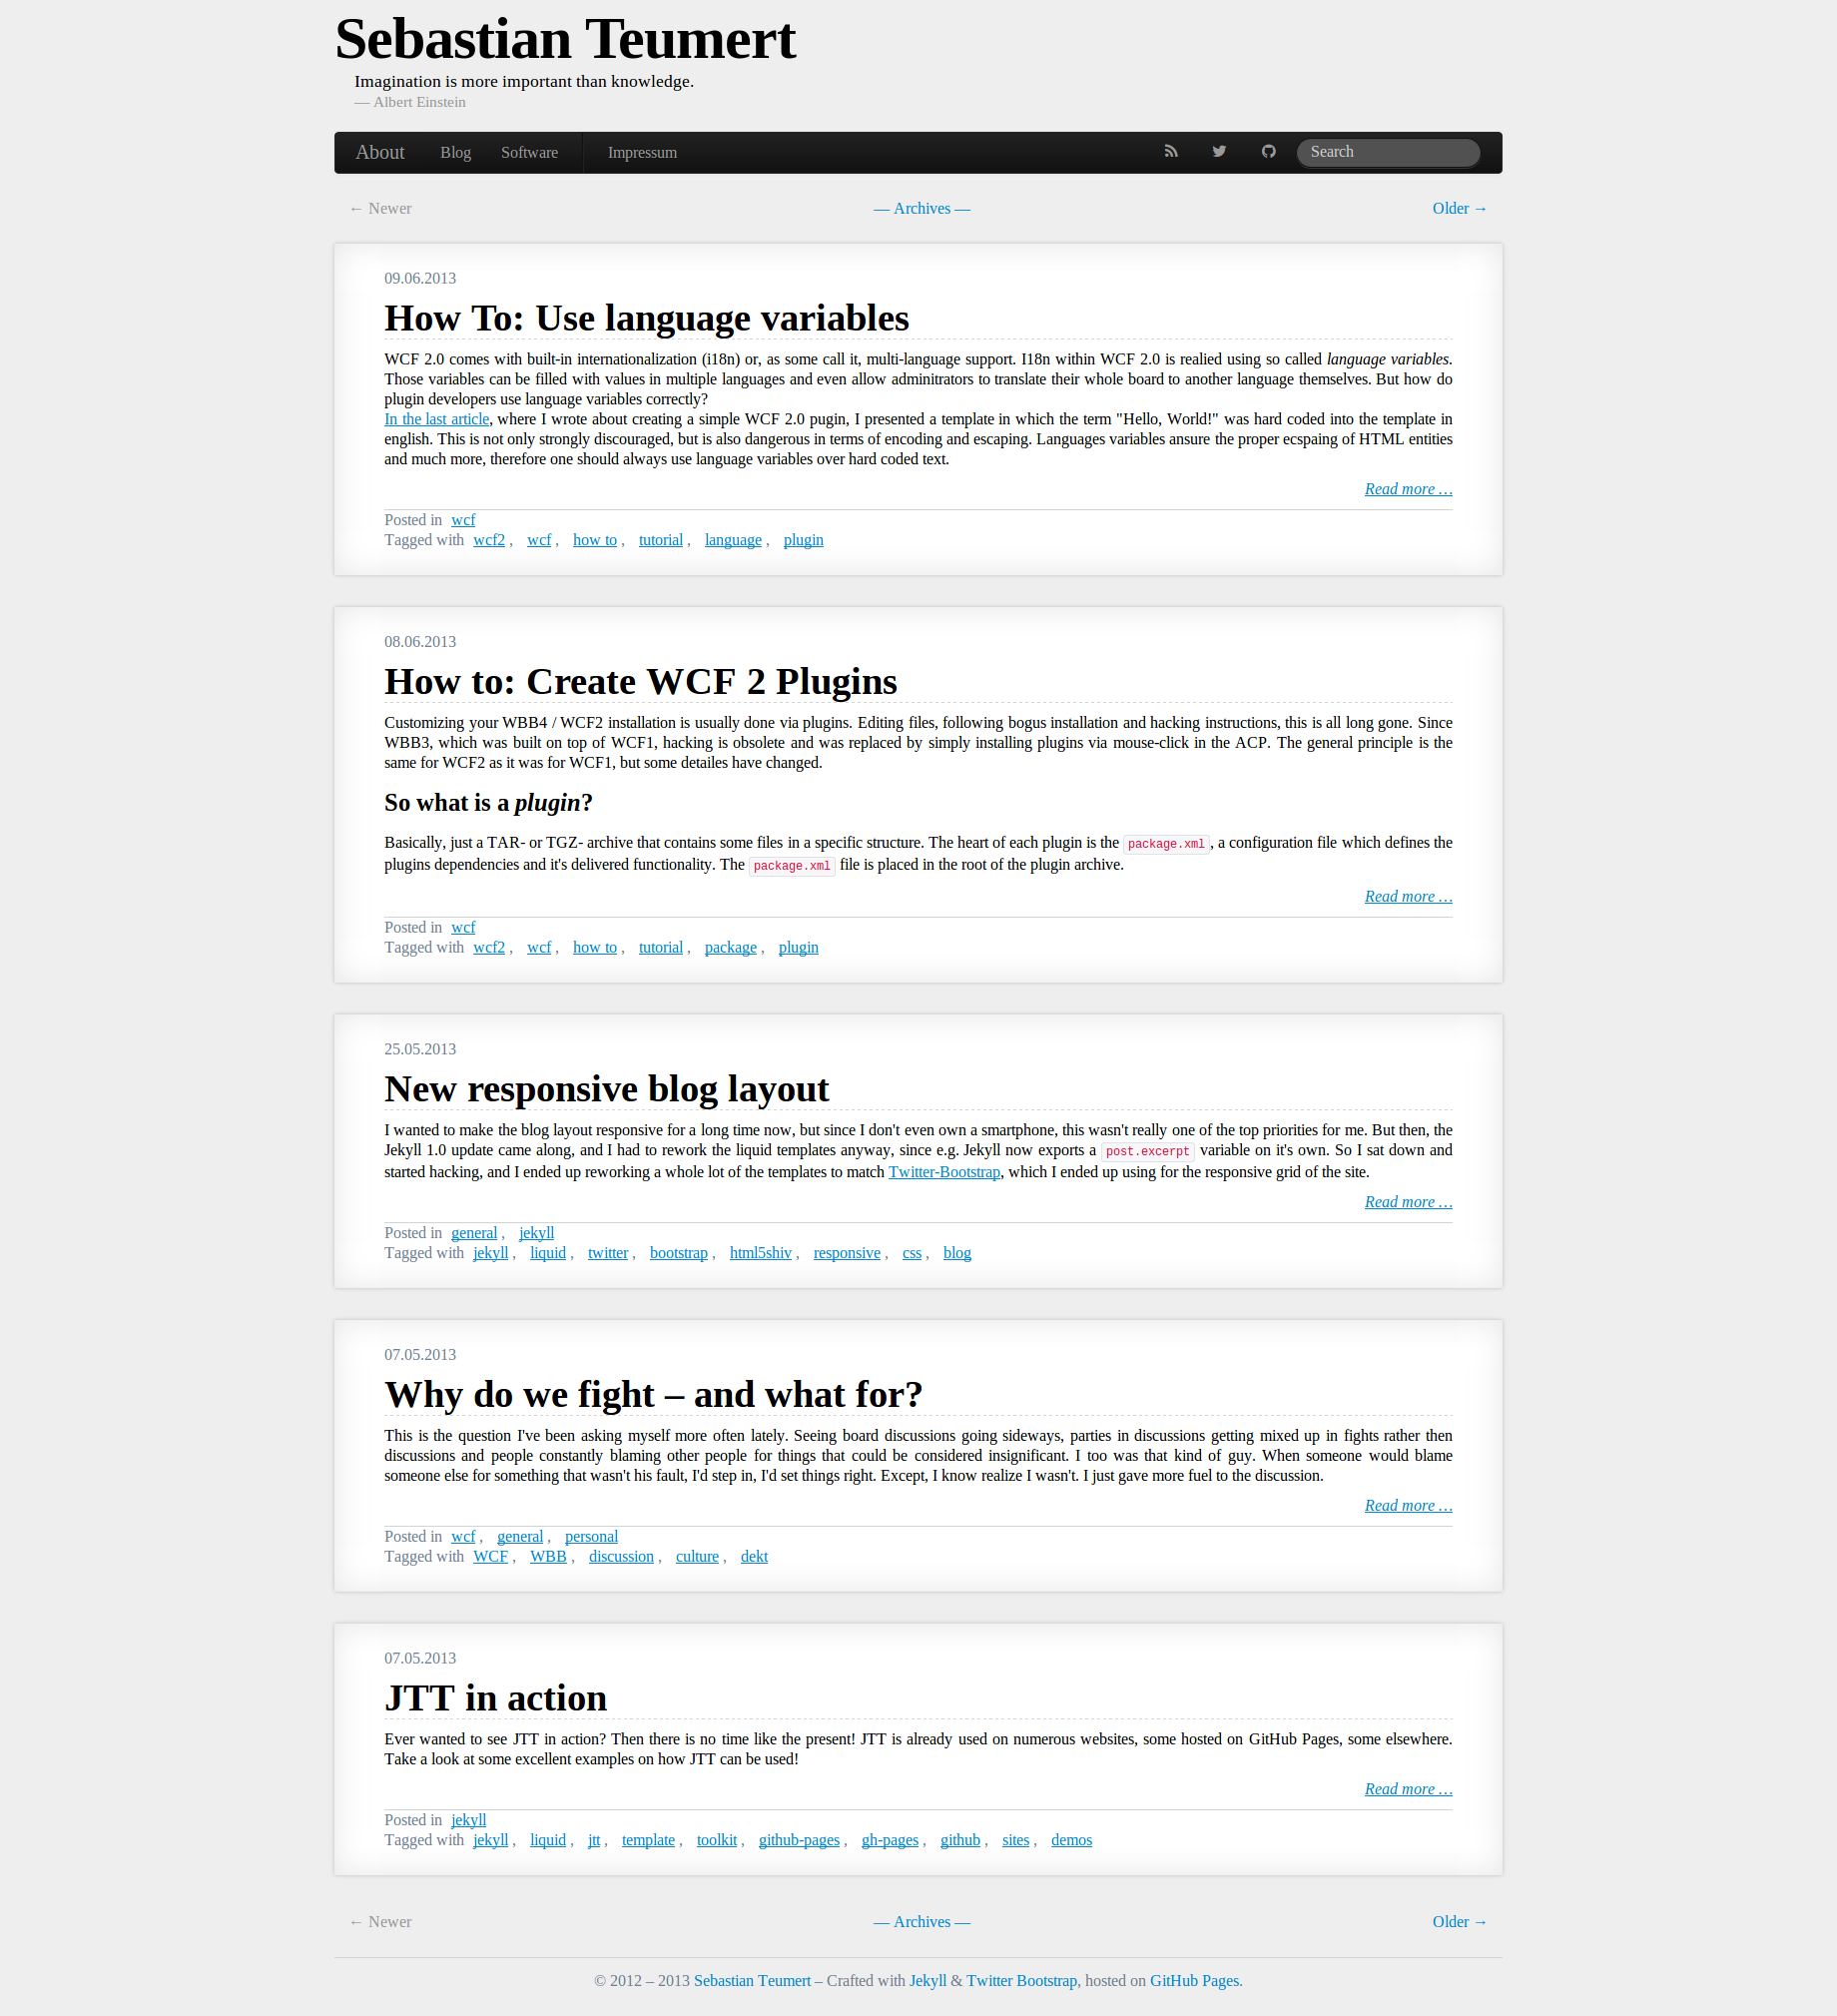 Sebastian Teumert
Imagination is more important than knowledge.
— Albert Einstein
About Blog Software Impressum Search
← Newer — Archives — Older →
09.06.2013
How To: Use language variables
WCF 2.0 comes with built-in internationalization (i18n) or, as some call it, multi-language support. I18n within WCF 2.0 is realied using so called language variables.
Those variables can be filled with values in multiple languages and even allow adminitrators to translate their whole board to another language themselves. But how do
plugin developers use language variables correctly?
In the last article, where I wrote about creating a simple WCF 2.0 pugin, I presented a template in which the term "Hello, World!" was hard coded into the template in
english. This is not only strongly discouraged, but is also dangerous in terms of encoding and escaping. Languages variables ansure the proper ecspaing of HTML entities
and much more, therefore one should always use language variables over hard coded text.
Read more …
Posted in wcf
Tagged with wcf2 , wcf , how to , tutorial , language , plugin
08.06.2013
How to: Create WCF 2 Plugins
Customizing your WBB4 / WCF2 installation is usually done via plugins. Editing files, following bogus installation and hacking instructions, this is all long gone. Since
WBB3, which was built on top of WCF1, hacking is obsolete and was replaced by simply installing plugins via mouse-click in the ACP. The general principle is the
same for WCF2 as it was for WCF1, but some detailes have changed.
So what is a plugin?
Basically, just a TAR- or TGZ- archive that contains some files in a specific structure. The heart of each plugin is the package.xml, a configuration file which defines the
plugins dependencies and it's delivered functionality. The package.xml file is placed in the root of the plugin archive.
Read more …
Posted in wcf
Tagged with wcf2 , wcf , how to , tutorial , package , plugin
25.05.2013
New responsive blog layout
I wanted to make the blog layout responsive for a long time now, but since I don't even own a smartphone, this wasn't really one of the top priorities for me. But then, the
Jekyll 1.0 update came along, and I had to rework the liquid templates anyway, since e.g. Jekyll now exports a post.excerpt variable on it's own. So I sat down and
started hacking, and I ended up reworking a whole lot of the templates to match Twitter-Bootstrap, which I ended up using for the responsive grid of the site.
Read more …
Posted in general , jekyll
Tagged with jekyll , liquid , twitter , bootstrap , html5shiv , responsive , css , blog
07.05.2013
Why do we fight – and what for?
This is the question I've been asking myself more often lately. Seeing board discussions going sideways, parties in discussions getting mixed up in fights rather then
discussions and people constantly blaming other people for things that could be considered insignificant. I too was that kind of guy. When someone would blame
someone else for something that wasn't his fault, I'd step in, I'd set things right. Except, I know realize I wasn't. I just gave more fuel to the discussion.
Read more …
Posted in wcf , general , personal
Tagged with WCF , WBB , discussion , culture , dekt
07.05.2013
JTT in action
Ever wanted to see JTT in action? Then there is no time like the present! JTT is already used on numerous websites, some hosted on GitHub Pages, some elsewhere.
Take a look at some excellent examples on how JTT can be used!
Read more …
Posted in jekyll
Tagged with jekyll , liquid , jtt , template , toolkit , github-pages , gh-pages , github , sites , demos
← Newer — Archives — Older →
© 2012 – 2013 Sebastian Teumert – Crafted with Jekyll & Twitter Bootstrap, hosted on GitHub Pages.